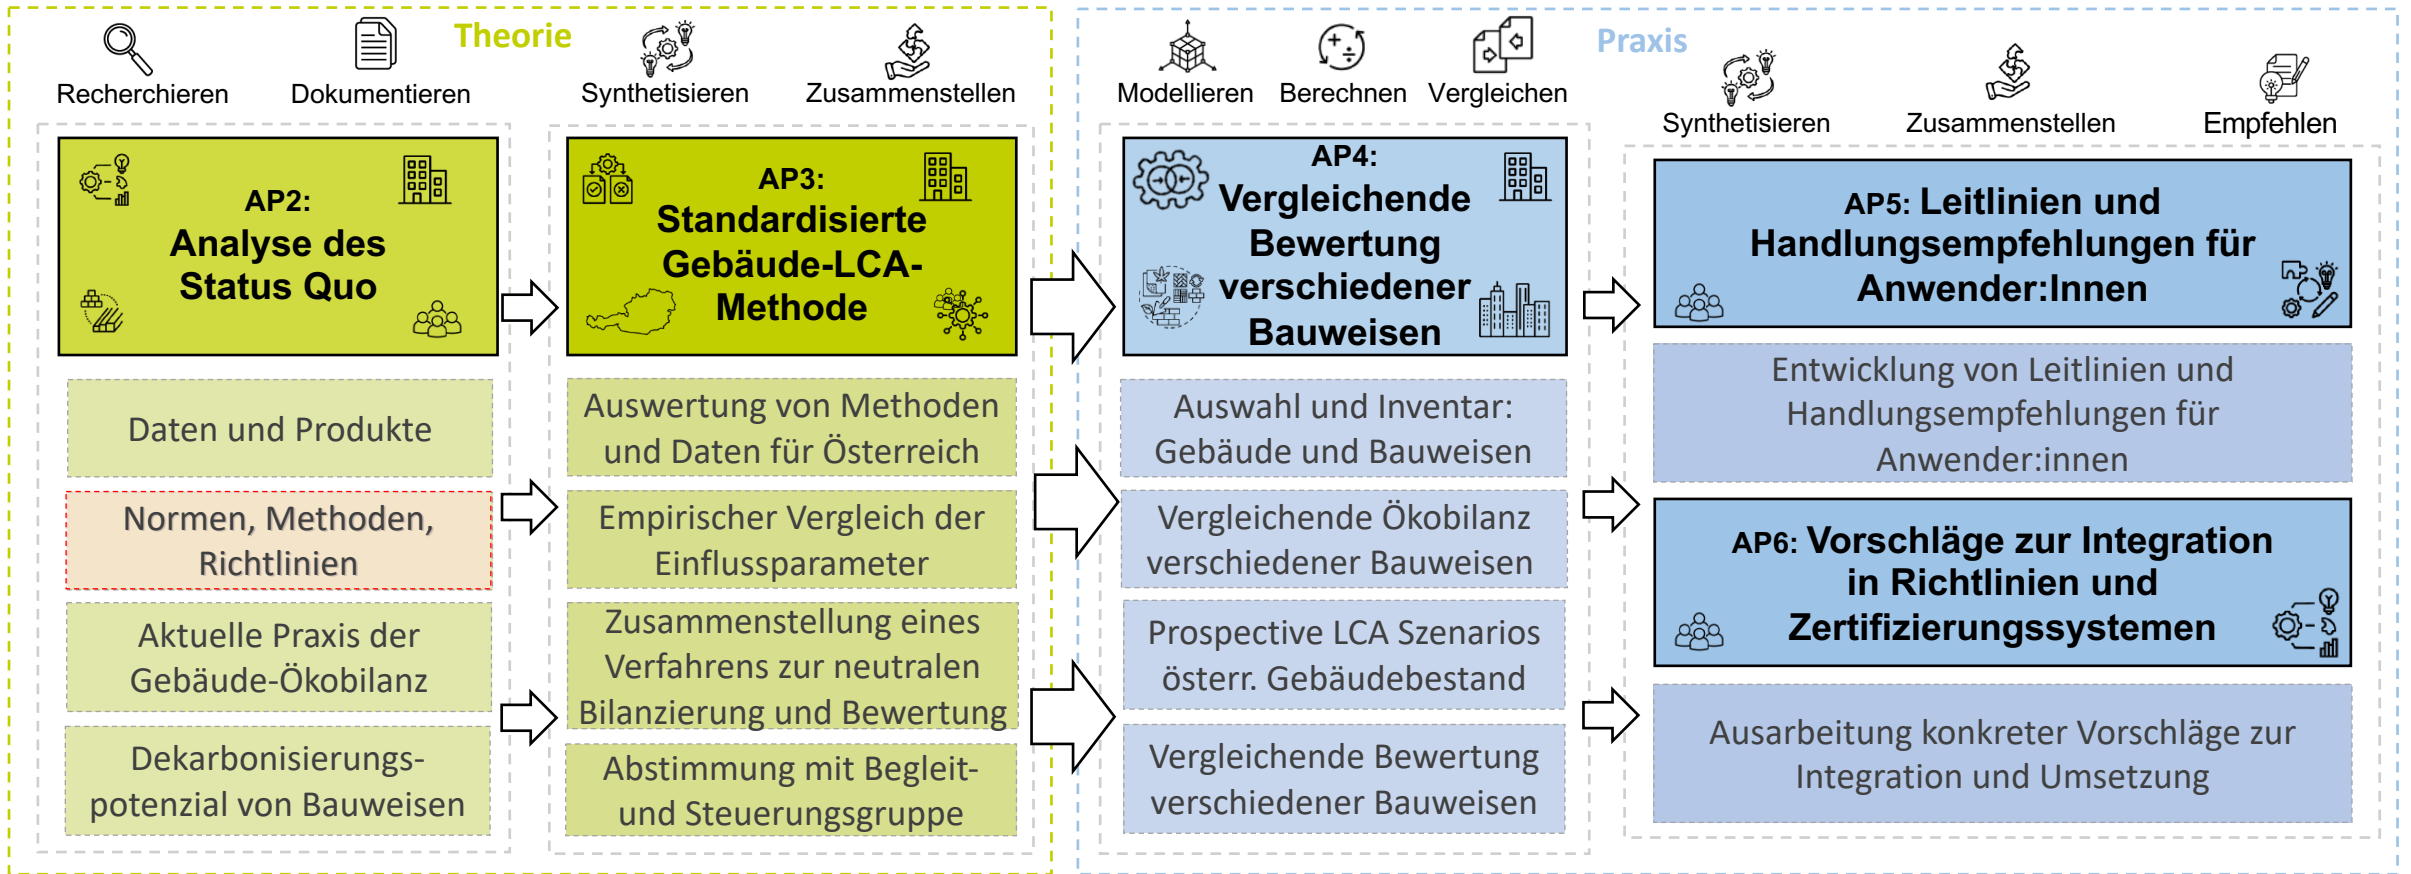 Theorie
Recherchieren
Dokumentieren
Synthetisieren
Zusammenstellen
AP2:
Analyse des
Status Quo
Daten und Produkte
Normen, Methoden,
Richtlinien
Aktuelle Praxis der
Gebäude-Ökobilanz
Dekarbonisierungs-
potenzial von Bauweisen
AP3:
Standardisierte
Gebäude-LCA-
Methode
Auswertung von Methoden
und Daten für Österreich
Empirischer Vergleich der
Einflussparameter
Zusammenstellung eines
Verfahrens zur neutralen
Bilanzierung und Bewertung
Abstimmung mit Begleit-
und Steuerungsgruppe
Praxis
Modellieren
Berechnen
Vergleichen
Synthetisieren
Zusammenstellen
Empfehlen
AP4:
Vergleichende
Bewertung
verschiedener
Bauweisen
Auswahl und Inventar:
Gebäude und Bauweisen
Vergleichende Ökobilanz
verschiedener Bauweisen
Prospective LCA Szenarios
österr. Gebäudebestand
Vergleichende Bewertung
verschiedener Bauweisen
AP5: Leitlinien und
Handlungsempfehlungen für
Anwender:Innen
Entwicklung von Leitlinien und
Handlungsempfehlungen für
Anwender:innen
AP6: Vorschläge zur Integration
in Richtlinien und
Zertifizierungssystemen
Ausarbeitung konkreter Vorschläge zur
Integration und Umsetzung